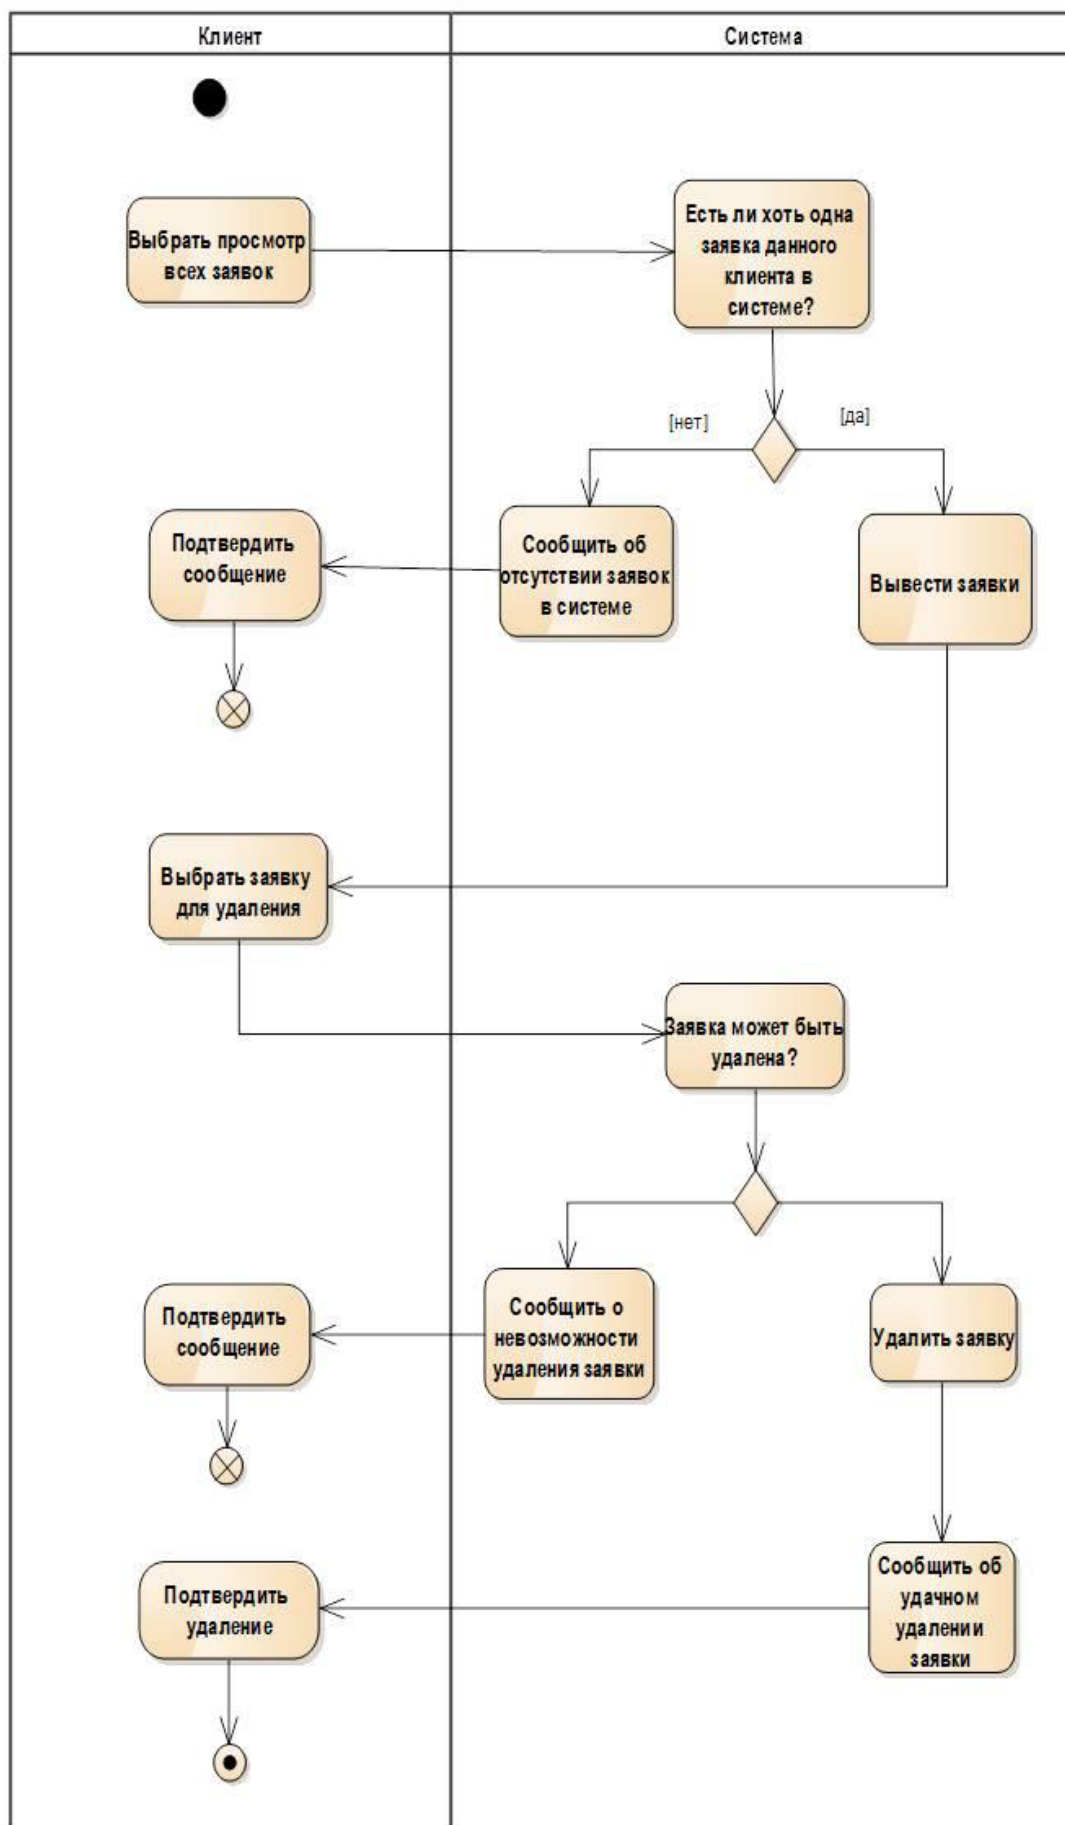 Клиент
Система
Выбрать просмотр
всех заявок
Есть ли хоть одна
заявка данного
клиента в
системе?
[нет]
[да]
Подтвердить
сообщение
Сообщить об
отсутствии заявок
в системе
Вывести заявки
Выбрать заявку
для удаления
Заявка может быть
удалена?
Подтвердить
сообщение
Сообщить о
невозможности
удаления заявки
Удалить заявку
Подтвердить
удаление
Сообщить об
удачном
удалении
заявки